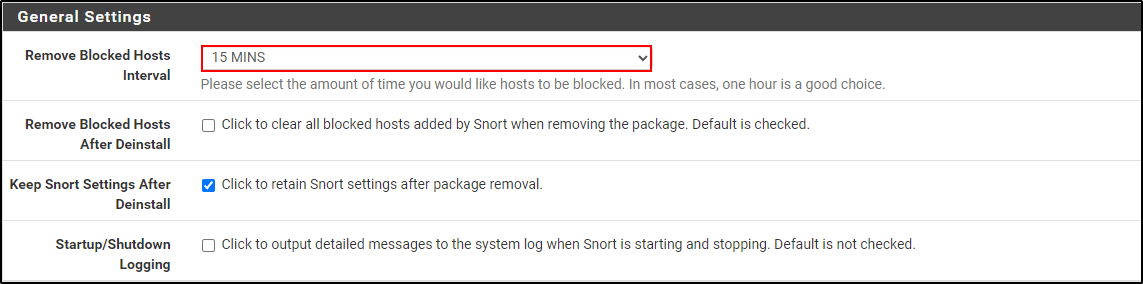 General Settings
Remove Blocked Hosts Interval
15 MINS
Please select the amount of time you would like hosts to be blocked. In most cases, one hour is a good choice.
Remove Blocked Hosts After Deinstall
Click to clear all blocked hosts added by Snort when removing the package. Default is checked.
Keep Snort Settings After Deinstall
Click to retain Snort settings after package removal.
Startup/Shutdown Logging
Click to output detailed messages to the system log when Snort is starting and stopping. Default is not checked.